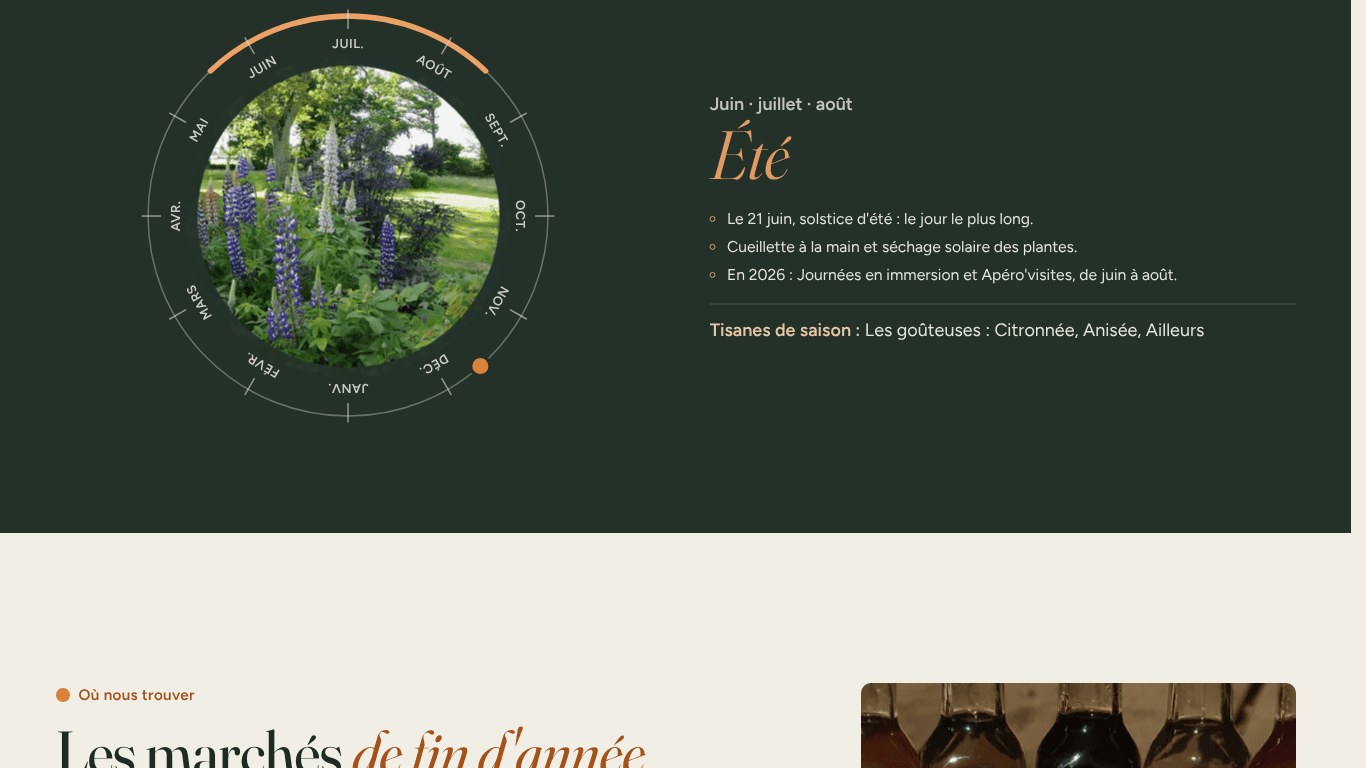 JUIL.
JUIN
AOÛT
MAI
SEPT.
AVR.
OCT.
MARS
NOV.
FÉVR.
DÉC.
JANV.
Juin · juillet · août
Été
Le 21 juin, solstice d'été : le jour le plus long.
Cueillette à la main et séchage solaire des plantes.
En 2026 : Journées en immersion et Apéro'visites, de juin à août.
Tisanes de saison : Les goûteuses : Citronnée, Anisée, Ailleurs
Où nous trouver
Les marchés de fin d'année